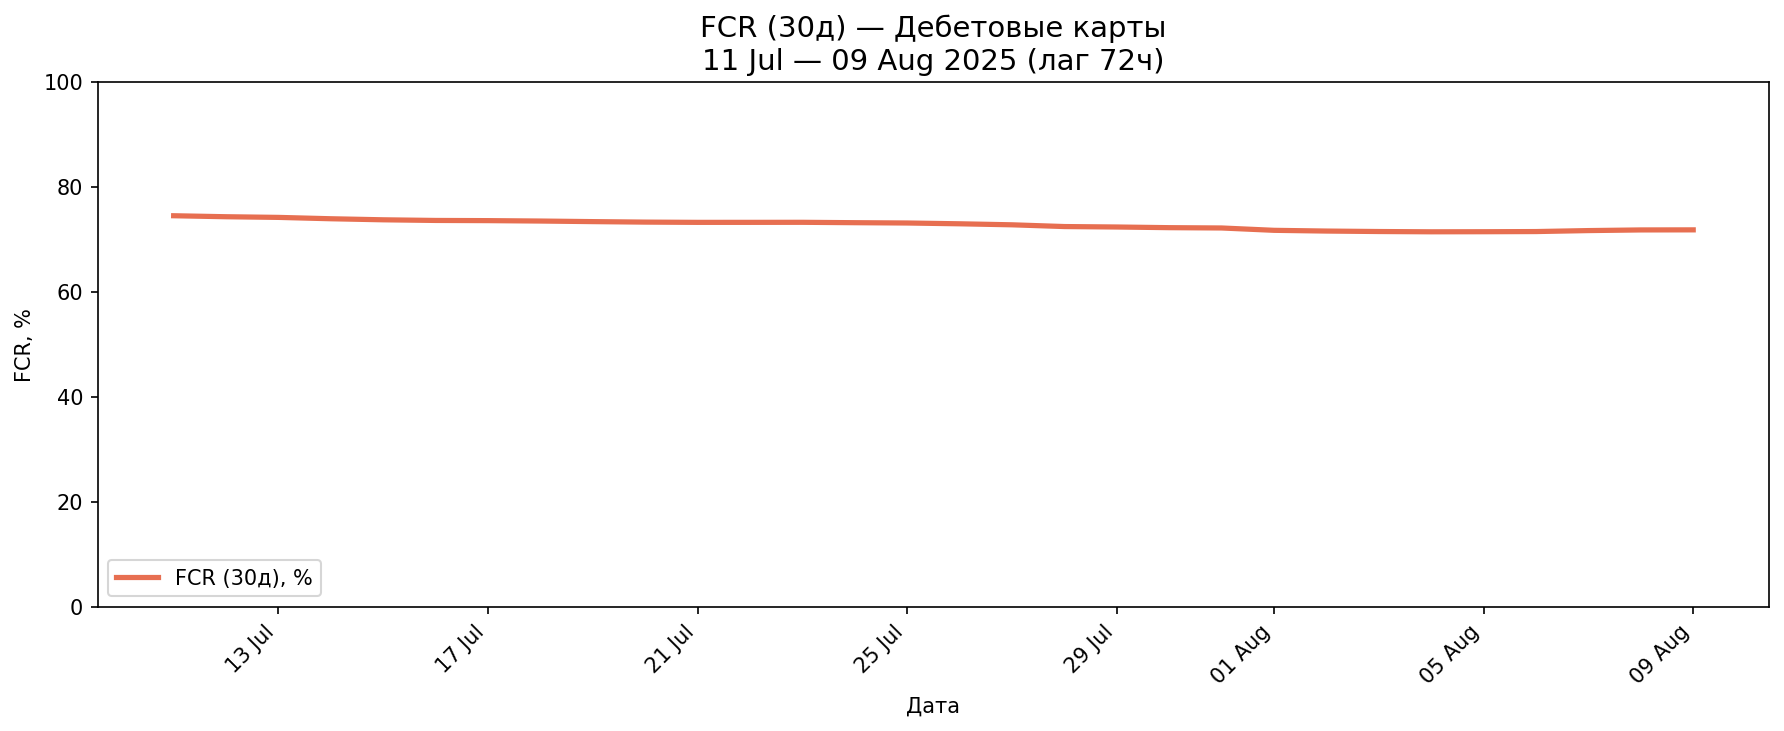 FCR (30д) — Дебетовые карты
11 Jul — 09 Aug 2025 (лаг 72ч)
100
80
60
40
20
0
FCR, %
FCR (30д), %
13 Jul
17 Jul
21 Jul
25 Jul
29 Jul
01 Aug
05 Aug
09 Aug
Дата